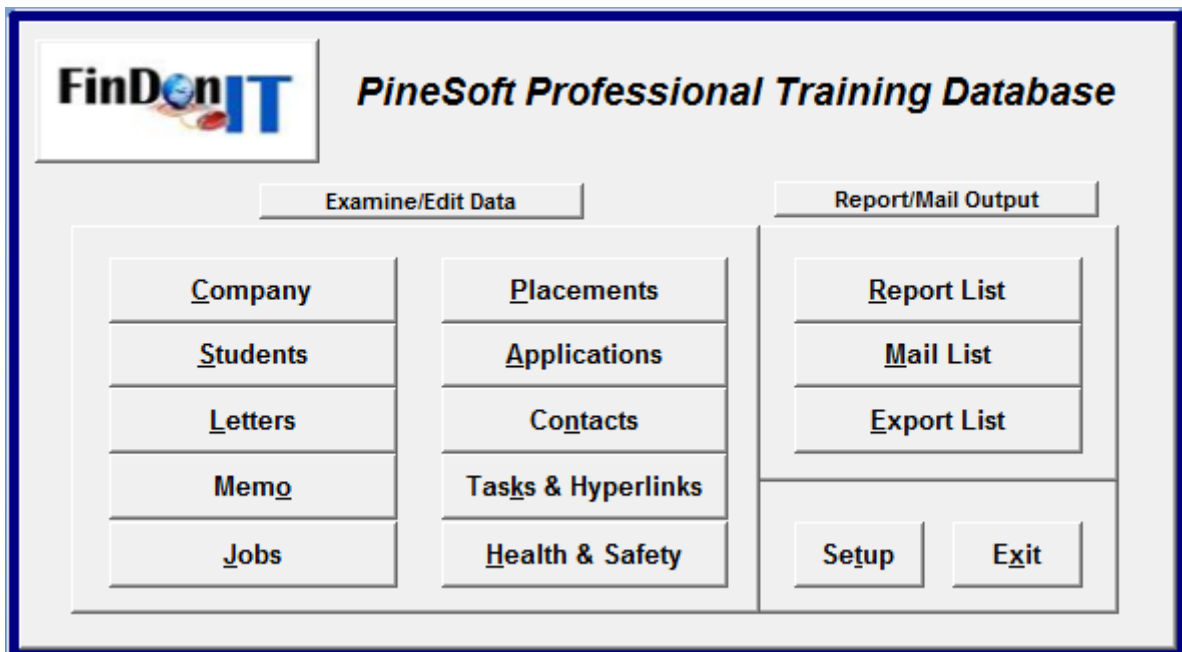 FinDonIT
PineSoft Professional Training Database
Examine/Edit Data
Report/Mail Output
Company
Placements
Report List
Students
Applications
Mail List
Letters
Contacts
Export List
Memo
Tasks & Hyperlinks
Jobs
Health & Safety
Setup
Exit